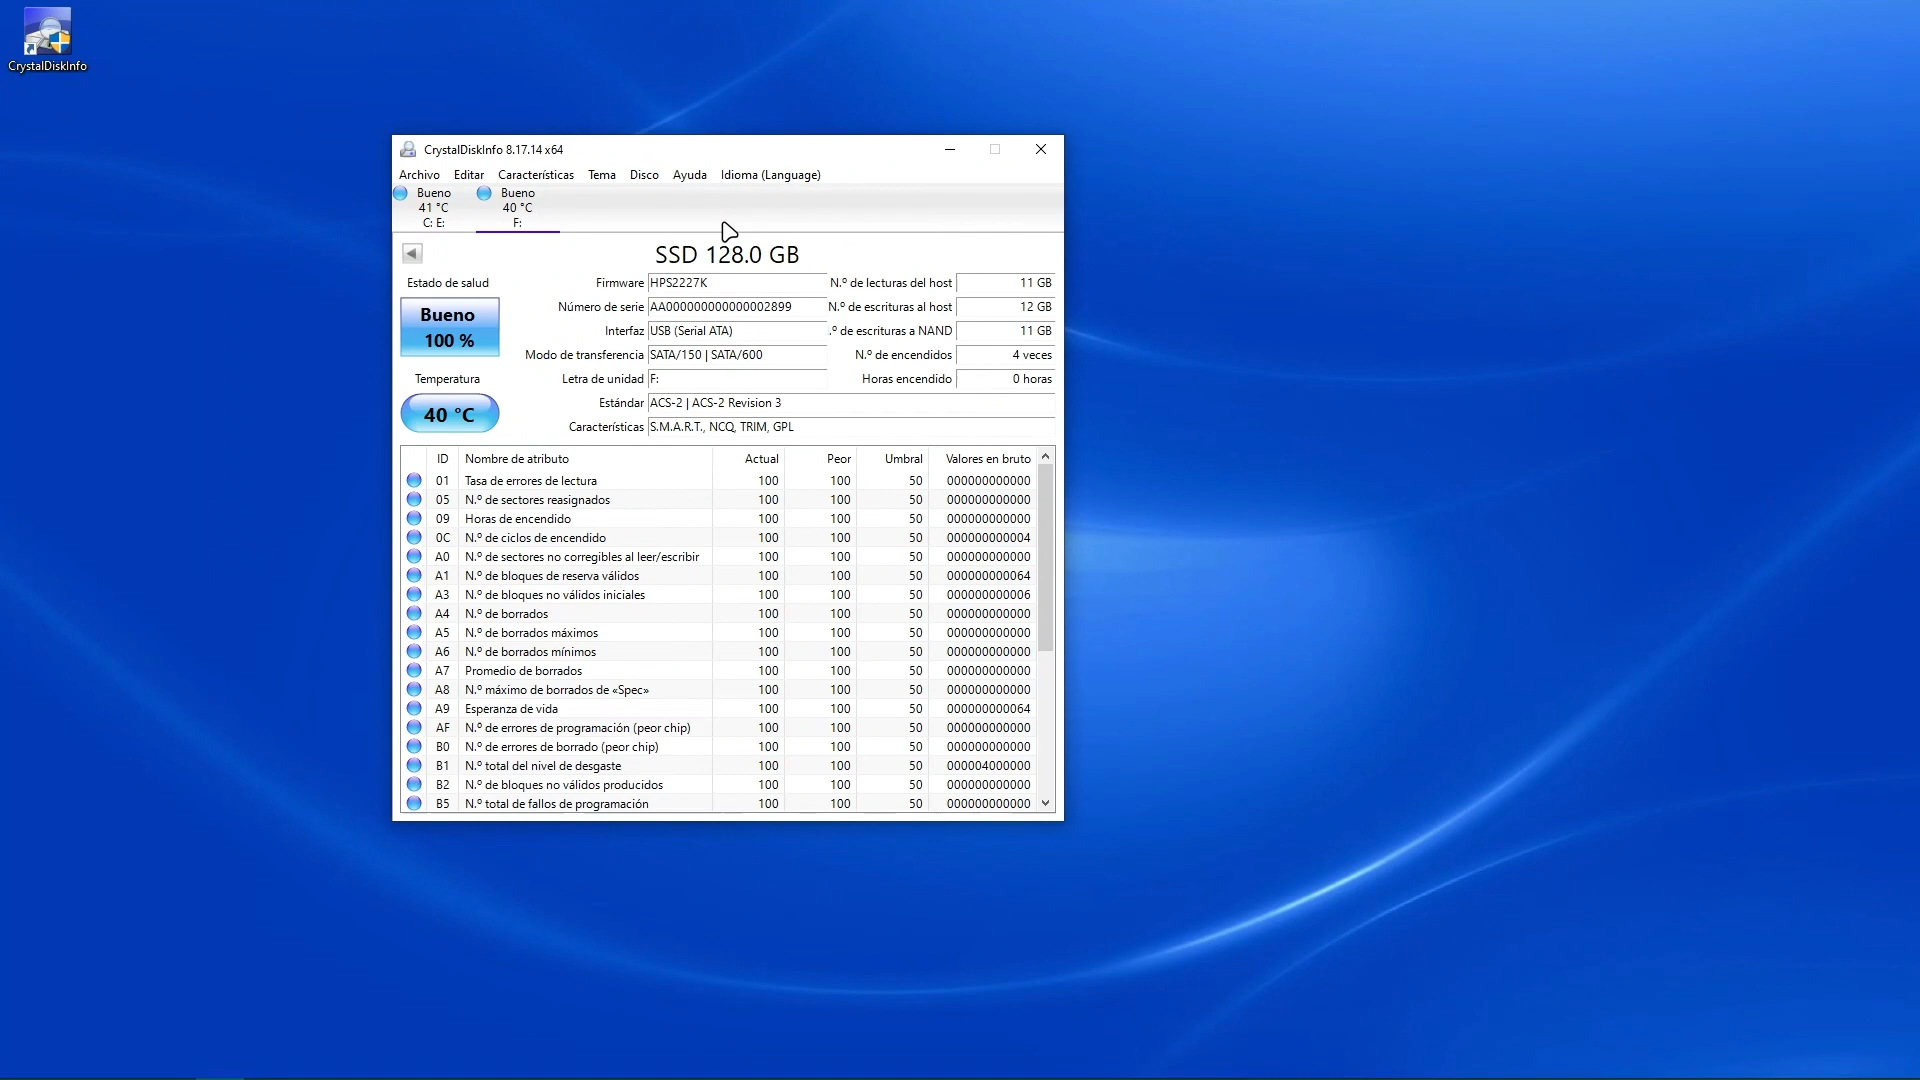 CrystalDiskInfo
CrystalDiskInfo 8.17.14 x64
Archivo Editar Características Tema Disco Ayuda Idioma (Language)
Bueno Bueno
41 °C 40 °C
C: E: F:
SSD 128.0 GB
Estado de salud
Bueno
100 %
Temperatura
40 °C
Firmware HPS2227K
Número de serie AA000000000000002899
Interfaz USB (Serial ATA)
Modo de transferencia SATA/150 | SATA/600
Letra de unidad F:
Estándar ACS-2 | ACS-2 Revision 3
Características S.M.A.R.T., NCQ, TRIM, GPL
N.º de lecturas del host 11 GB
N.º de escrituras al host 12 GB
.º de escrituras a NAND 11 GB
N.º de encendidos 4 veces
Horas encendido 0 horas
ID Nombre de atributo Actual Peor Umbral Valores en bruto
01 Tasa de errores de lectura 100 100 50 000000000000
05 N.º de sectores reasignados 100 100 50 000000000000
09 Horas de encendido 100 100 50 000000000000
0C N.º de ciclos de encendido 100 100 50 000000000004
A0 N.º de sectores no corregibles al leer/escribir 100 100 50 000000000000
A1 N.º de bloques de reserva válidos 100 100 50 000000000064
A3 N.º de bloques no válidos iniciales 100 100 50 000000000006
A4 N.º de borrados 100 100 50 000000000000
A5 N.º de borrados máximos 100 100 50 000000000000
A6 N.º de borrados mínimos 100 100 50 000000000000
A7 Promedio de borrados 100 100 50 000000000000
A8 N.º máximo de borrados de «Spec» 100 100 50 000000000000
A9 Esperanza de vida 100 100 50 000000000064
AF N.º de errores de programación (peor chip) 100 100 50 000000000000
B0 N.º de errores de borrado (peor chip) 100 100 50 000000000000
B1 N.º total del nivel de desgaste 100 100 50 000004000000
B2 N.º de bloques no válidos producidos 100 100 50 000000000000
B5 N.º total de fallos de programación 100 100 50 000000000000